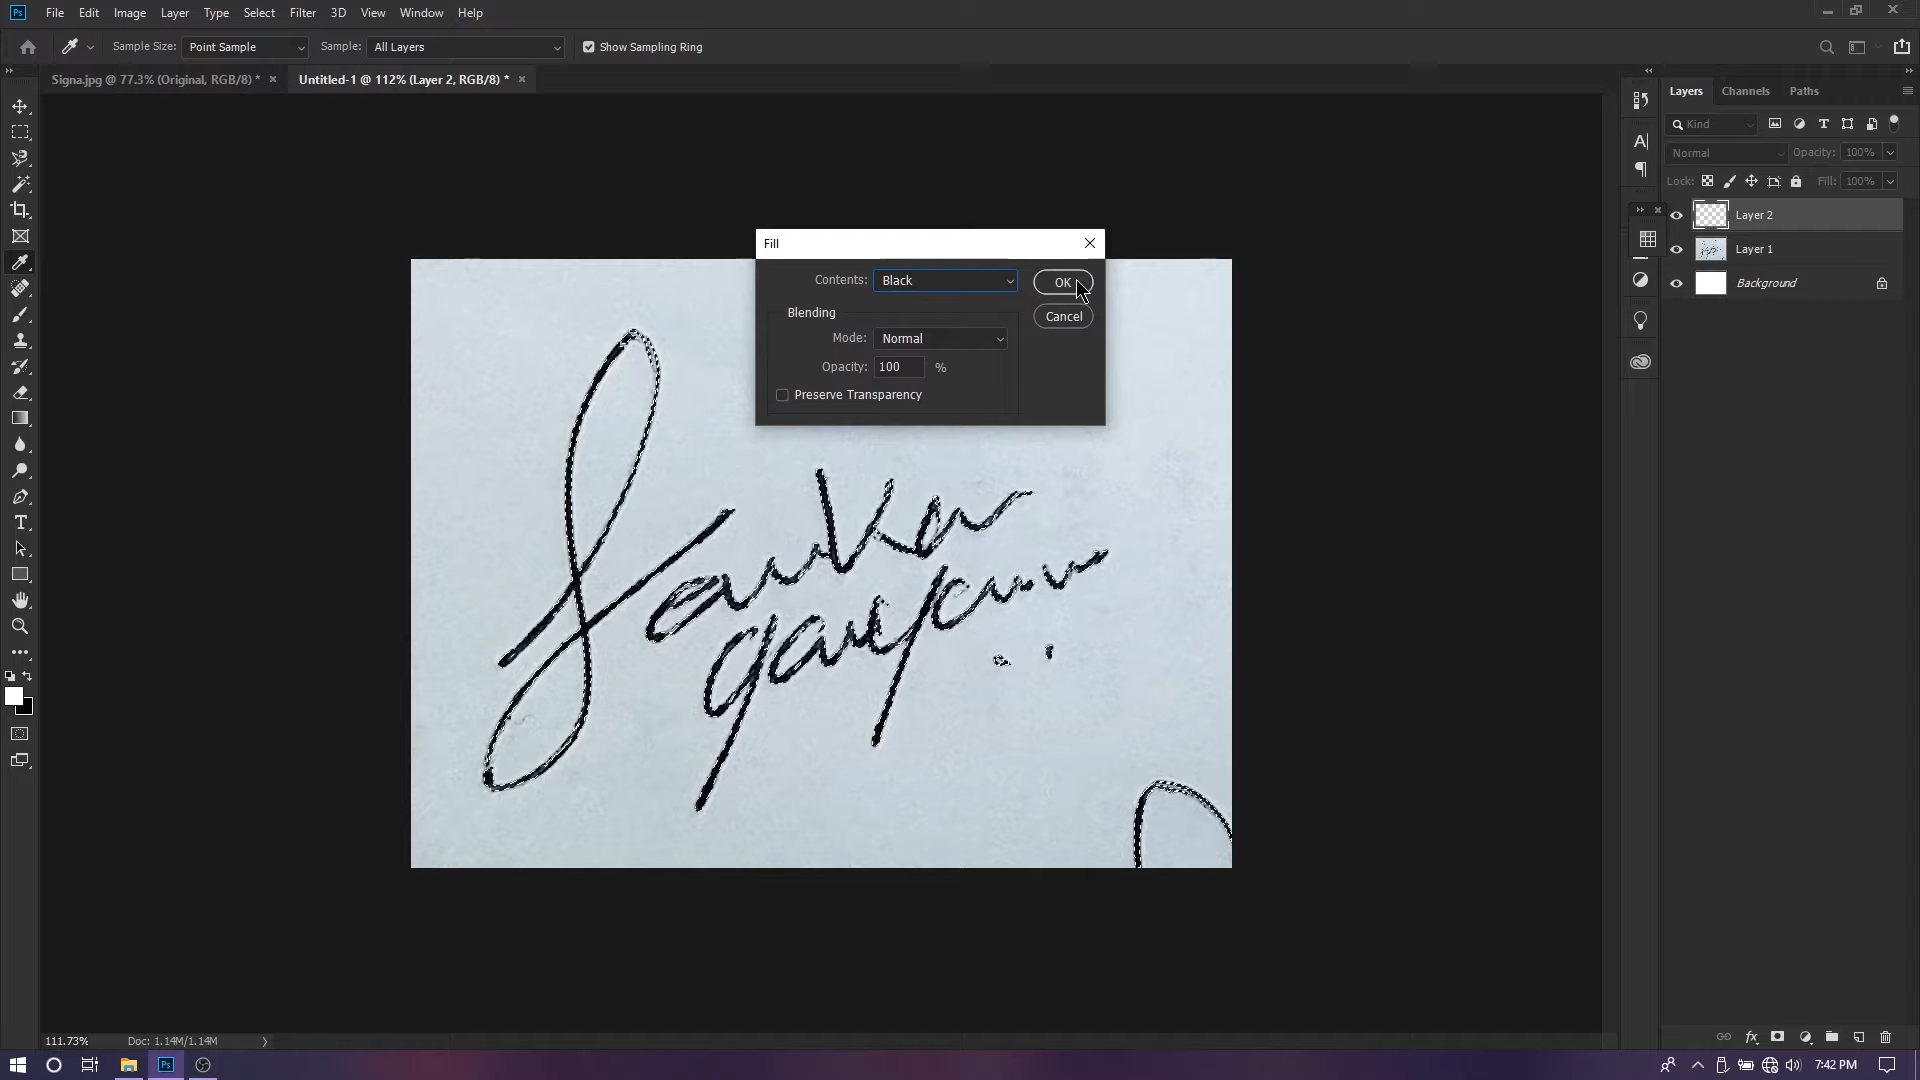 Ps File Edit Image Layer Type Select Filter 3D View Window Help
Sample Size: Point Sample Sample: All Layers Show Sampling Ring
Signa.jpg @ 77.3% (Original, RGB/8) * × Untitled-1 @ 112% (Layer 2, RGB/8) * ×
Layers Channels Paths
Kind
Normal Opacity: 100%
Lock: Fill: 100%
Layer 2
Layer 1
Background
Fill
Contents: Black OK
Cancel
Blending
Mode: Normal
Opacity: 100 %
Preserve Transparency
111.73% Doc: 1.14M/1.14M
Ps 7:42 PM